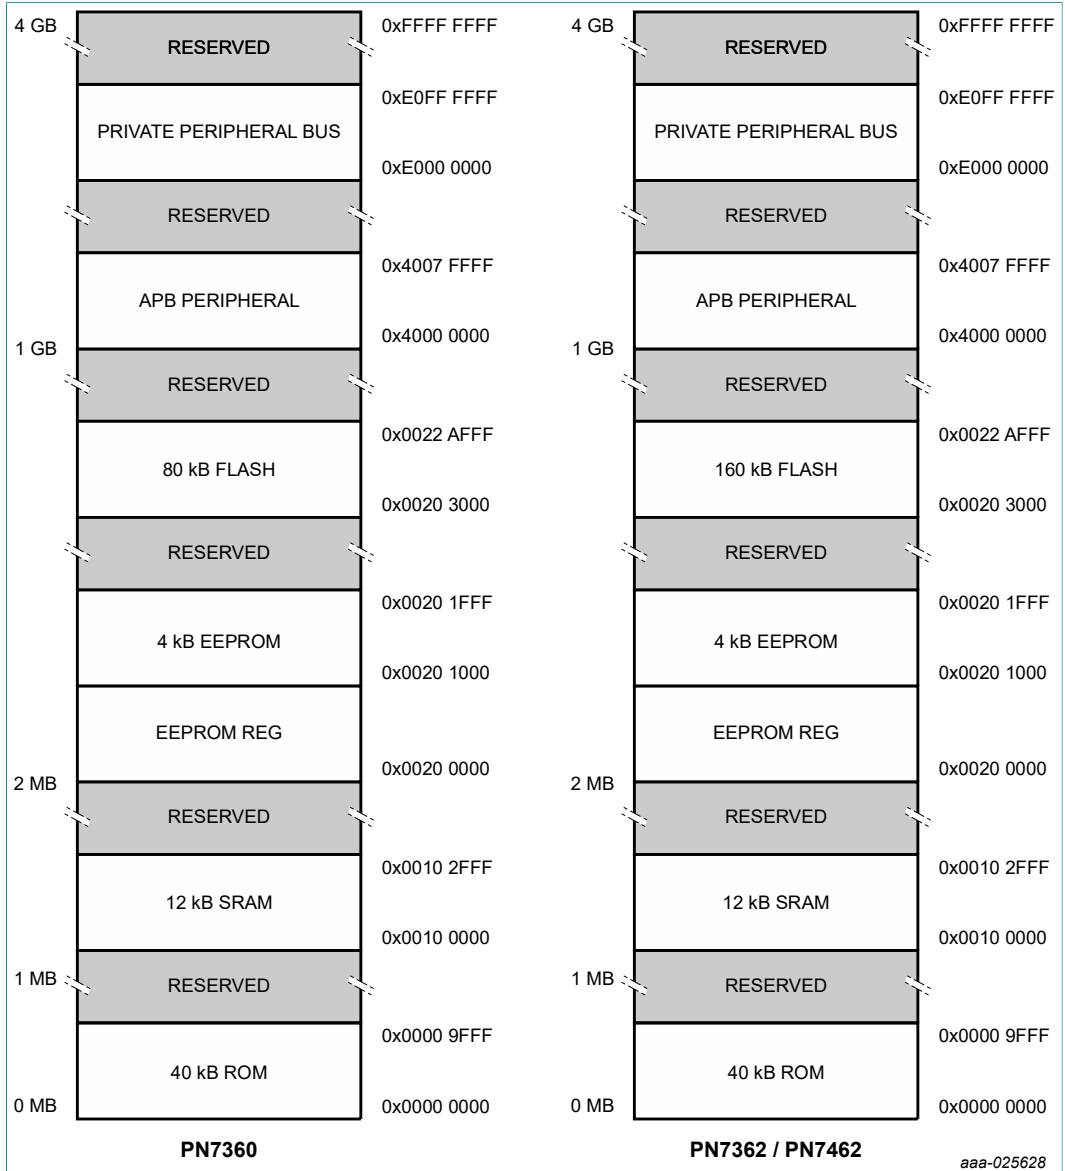 4 GB
RESERVED
0xFFFF FFFF
0xE0FF FFFF
PRIVATE PERIPHERAL BUS
0xE000 0000
RESERVED
0x4007 FFFF
APB PERIPHERAL
0x4000 0000
1 GB
RESERVED
0x0022 AFFF
80 kB FLASH
0x0020 3000
RESERVED
0x0020 1FFF
4 kB EEPROM
0x0020 1000
EEPROM REG
0x0020 0000
2 MB
RESERVED
0x0010 2FFF
12 kB SRAM
0x0010 0000
1 MB
RESERVED
0x0000 9FFF
40 kB ROM
0 MB
0x0000 0000
PN7360
4 GB
RESERVED
0xFFFF FFFF
0xE0FF FFFF
PRIVATE PERIPHERAL BUS
0xE000 0000
RESERVED
0x4007 FFFF
APB PERIPHERAL
0x4000 0000
1 GB
RESERVED
0x0022 AFFF
160 kB FLASH
0x0020 3000
RESERVED
0x0020 1FFF
4 kB EEPROM
0x0020 1000
EEPROM REG
0x0020 0000
2 MB
RESERVED
0x0010 2FFF
12 kB SRAM
0x0010 0000
1 MB
RESERVED
0x0000 9FFF
40 kB ROM
0 MB
0x0000 0000
PN7362 / PN7462
aaa-025628